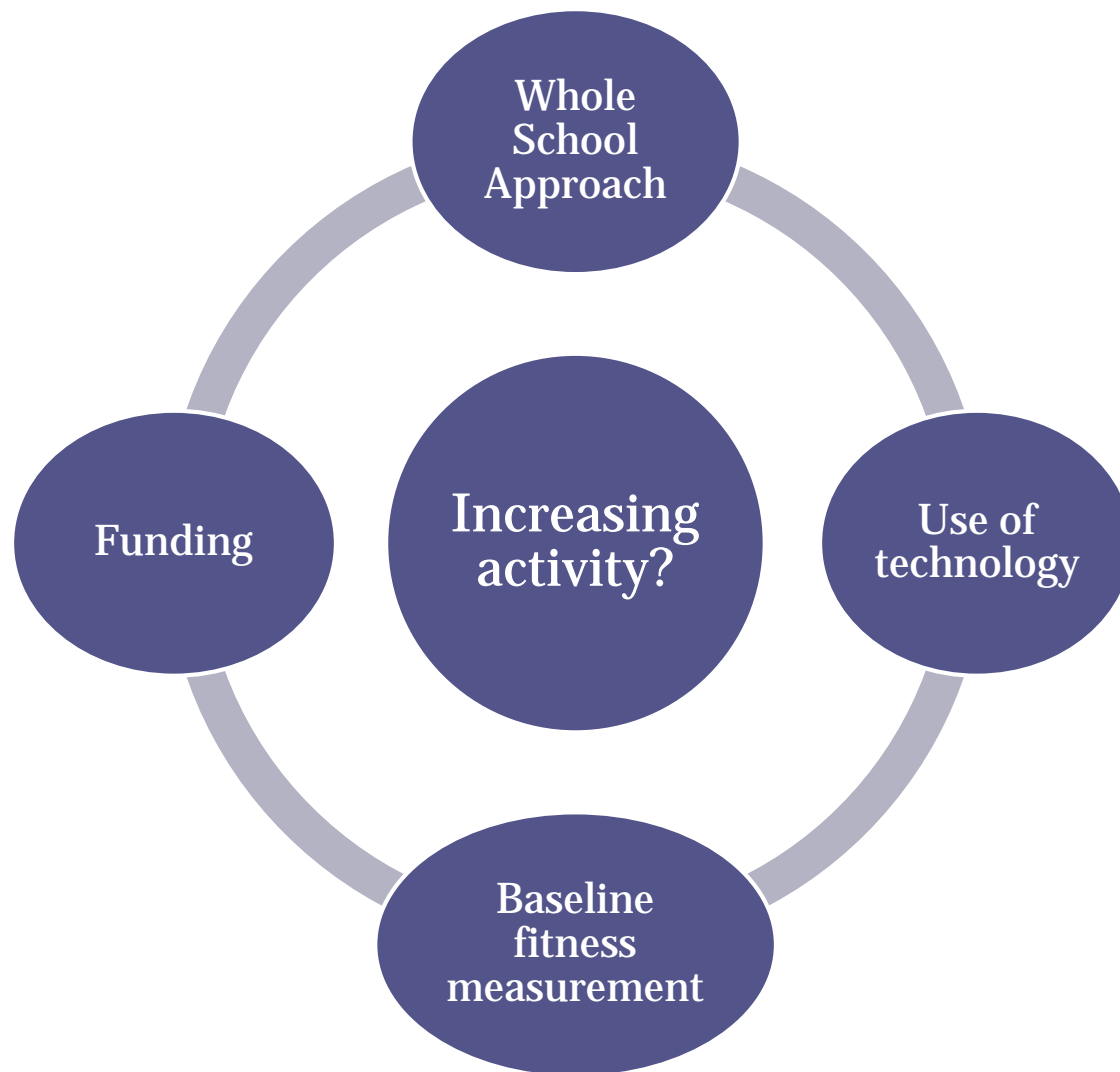 Whole
School
Approach
Funding
Increasing
activity?
Use of
technology
Baseline
fitness
measurement